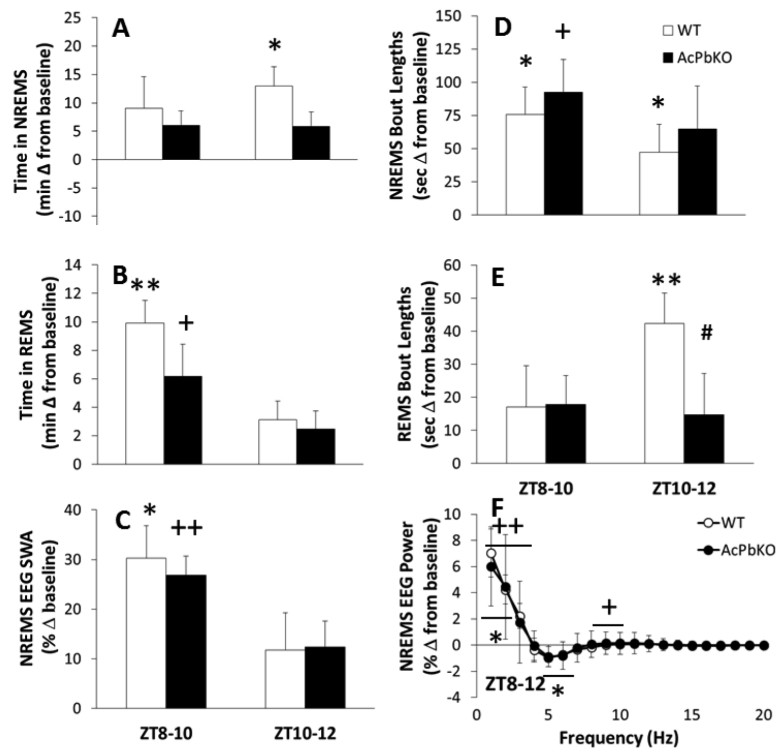 A
Time in NREMS
(min Δ from baseline)
25
20
15
10
5
0
-5
-10
*
B
Time in REMS
(min Δ from baseline)
14
12
10
8
6
4
2
0
**
+
C
NREMS EEG SWA
(% Δ baseline)
40
30
20
10
0
*
++
ZT8-10
ZT10-12
D
WT
AcPbKO
NREMS Bout Lengths
(sec Δ from baseline)
150
125
100
75
50
25
0
*
+
*
E
REMS Bout Lengths
(sec Δ from baseline)
60
50
40
30
20
10
0
**
#
ZT8-10
ZT10-12
F
WT
AcPbKO
NREMS EEG Power
(% Δ from baseline)
10
8
6
4
2
0
-2
-4
++
+
*
*
ZT8-12
0
5
10
15
20
Frequency (Hz)